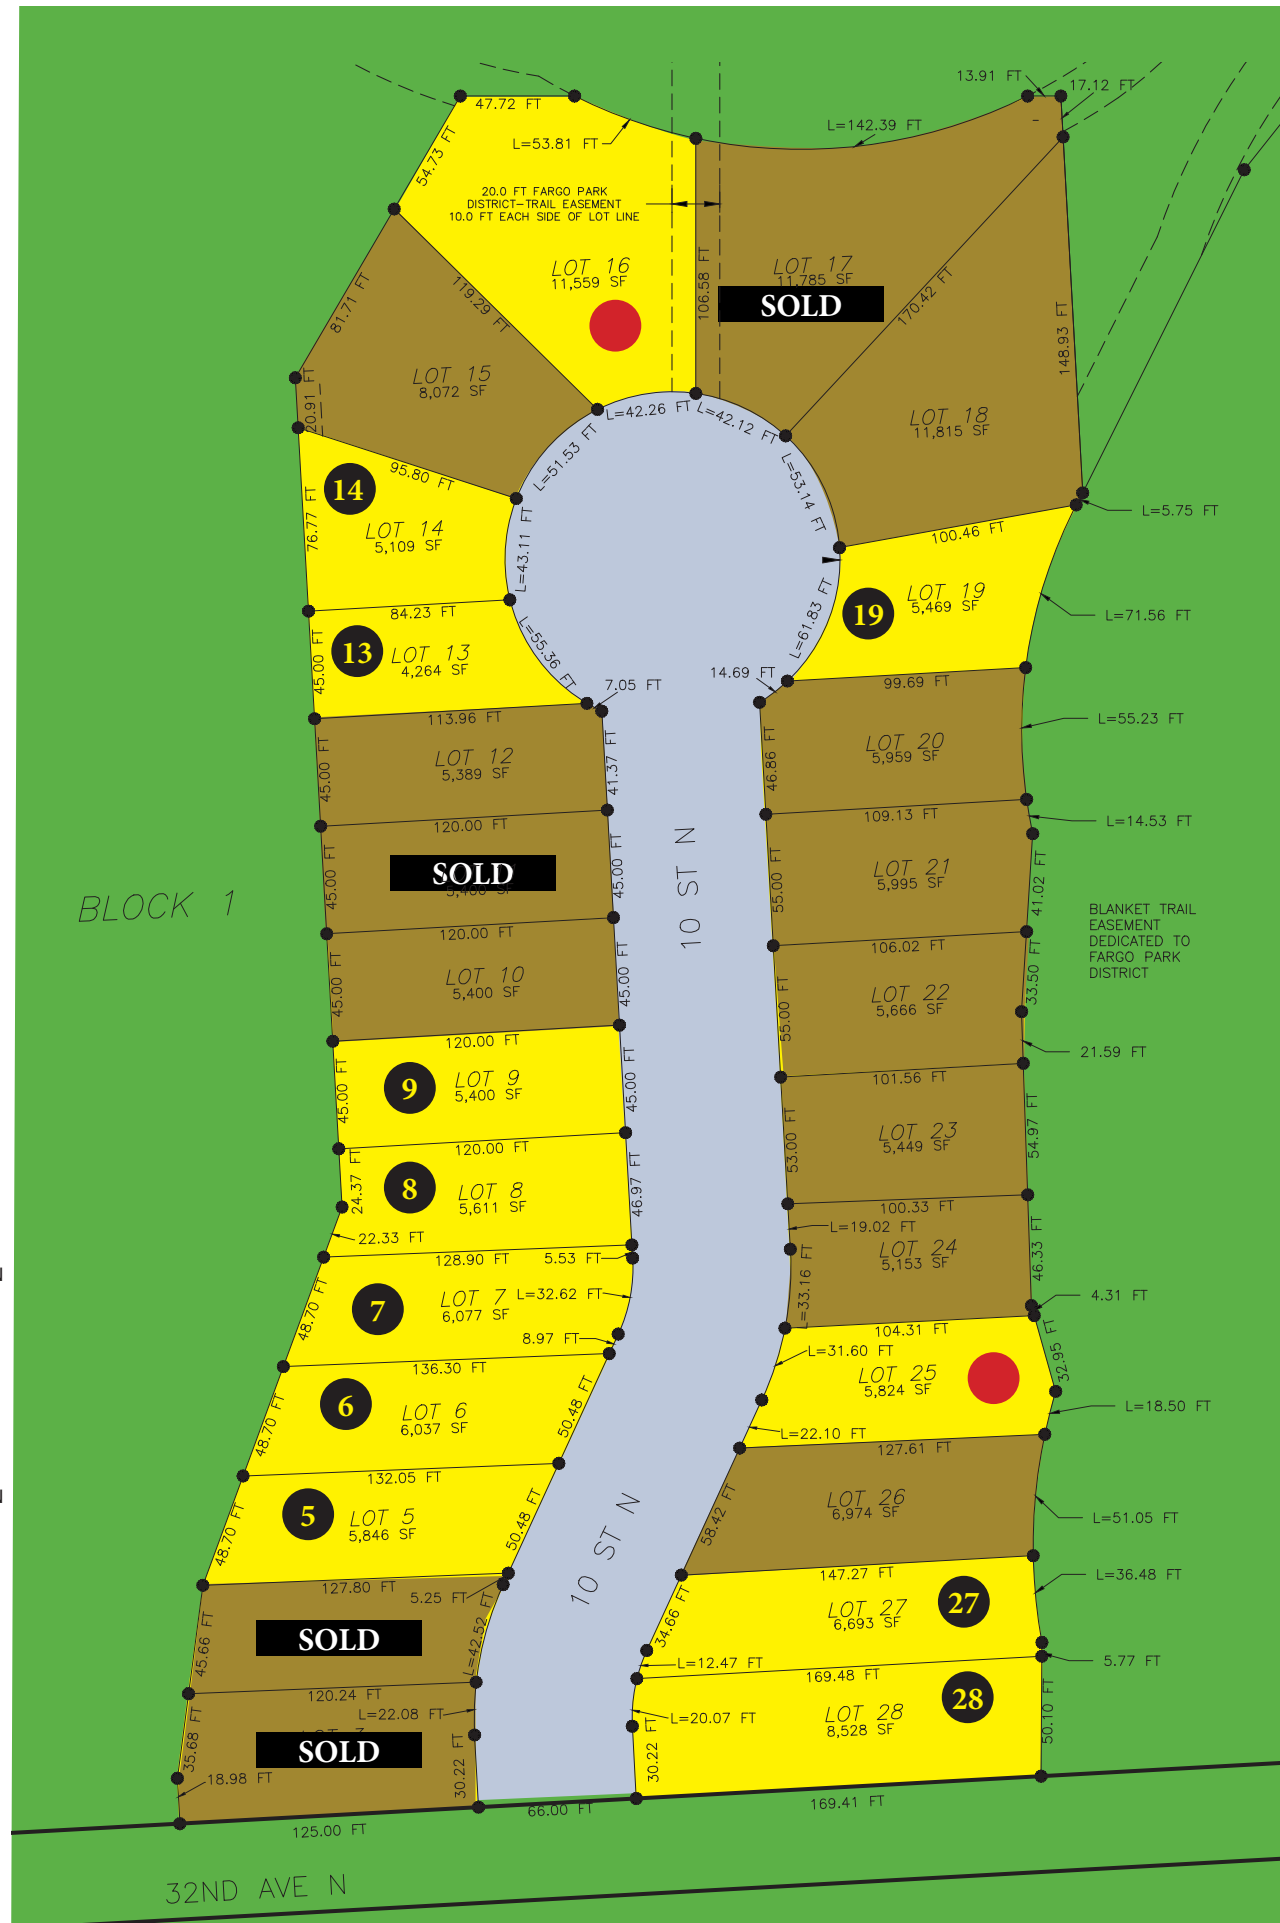 13.91 FT
17.12 FT
47.72 FT
L=53.81 FT
L=142.39 FT
54.73 FT
20.0 FT FARGO PARK
DISTRICT-TRAIL EASEMENT
10.0 FT EACH SIDE OF LOT LINE
LOT 16
11,559 SF
106.58 FT
LOT 17
11,785 SF
SOLD
170.42 FT
148.93 FT
81.71 FT
119.29 FT
LOT 15
8,072 SF
20.91 FT
L=42.26 FT
L=42.12 FT
LOT 18
11,815 SF
L=51.53 FT
L=53.14 FT
95.80 FT
14
LOT 14
5,109 SF
76.77 FT
L=43.11 FT
L=5.75 FT
100.46 FT
LOT 19
5,469 SF
19
L=61.83 FT
L=71.56 FT
84.23 FT
13
LOT 13
4,264 SF
45.00 FT
L=55.36 FT
7.05 FT
14.69 FT
99.69 FT
113.96 FT
L=55.23 FT
LOT 12
5,389 SF
45.00 FT
41.37 FT
46.86 FT
LOT 20
5,959 SF
120.00 FT
109.13 FT
L=14.53 FT
SOLD
5,400 SF
45.00 FT
45.00 FT
10 ST N
55.00 FT
LOT 21
5,995 SF
41.02 FT
BLOCK 1
BLANKET TRAIL
EASEMENT
DEDICATED TO
FARGO PARK
DISTRICT
120.00 FT
106.02 FT
LOT 10
5,400 SF
45.00 FT
45.00 FT
55.00 FT
LOT 22
5,666 SF
33.50 FT
21.59 FT
120.00 FT
101.56 FT
9
LOT 9
5,400 SF
45.00 FT
45.00 FT
53.00 FT
LOT 23
5,449 SF
54.97 FT
120.00 FT
8
LOT 8
5,611 SF
24.37 FT
46.97 FT
100.33 FT
L=19.02 FT
22.33 FT
128.90 FT
5.53 FT
LOT 24
5,153 SF
46.33 FT
L=33.16 FT
4.31 FT
7
LOT 7
6,077 SF
L=32.62 FT
48.70 FT
8.97 FT
104.31 FT
L=31.60 FT
32.95 FT
136.30 FT
LOT 25
5,824 SF
L=18.50 FT
6
LOT 6
6,037 SF
48.70 FT
50.48 FT
L=22.10 FT
127.61 FT
132.05 FT
LOT 26
6,974 SF
58.42 FT
L=51.05 FT
5
LOT 5
5,846 SF
48.70 FT
50.48 FT
10 ST N
147.27 FT
L=36.48 FT
127.80 FT
5.25 FT
LOT 27
6,693 SF
27
34.66 FT
SOLD
45.66 FT
L=42.52 FT
L=12.47 FT
5.77 FT
120.24 FT
169.48 FT
L=22.08 FT
L=20.07 FT
LOT 28
8,528 SF
28
50.10 FT
SOLD
35.68 FT
18.98 FT
30.22 FT
30.22 FT
66.00 FT
169.41 FT
125.00 FT
32ND AVE N